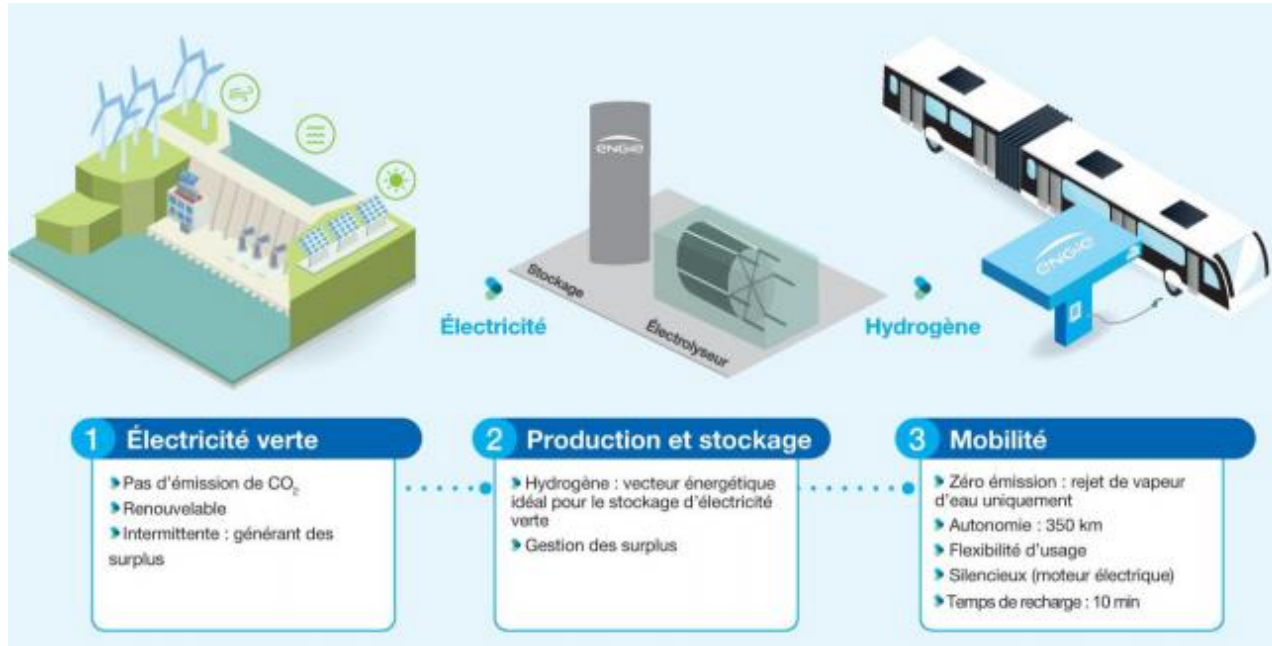 ENGIE
ENGIE
Stockage
Électrolyseur
Électricité
Hydrogène
1 Électricité verte
Pas d'émission de CO₂
Renouvelable
Intermittente : générant des
surplus
2 Production et stockage
Hydrogène : vecteur énergétique
idéal pour le stockage d'électricité
verte
Gestion des surplus
3 Mobilité
Zéro émission : rejet de vapeur
d'eau uniquement
Autonomie : 350 km
Flexibilité d'usage
Silencieux (moteur électrique)
Temps de recharge : 10 min